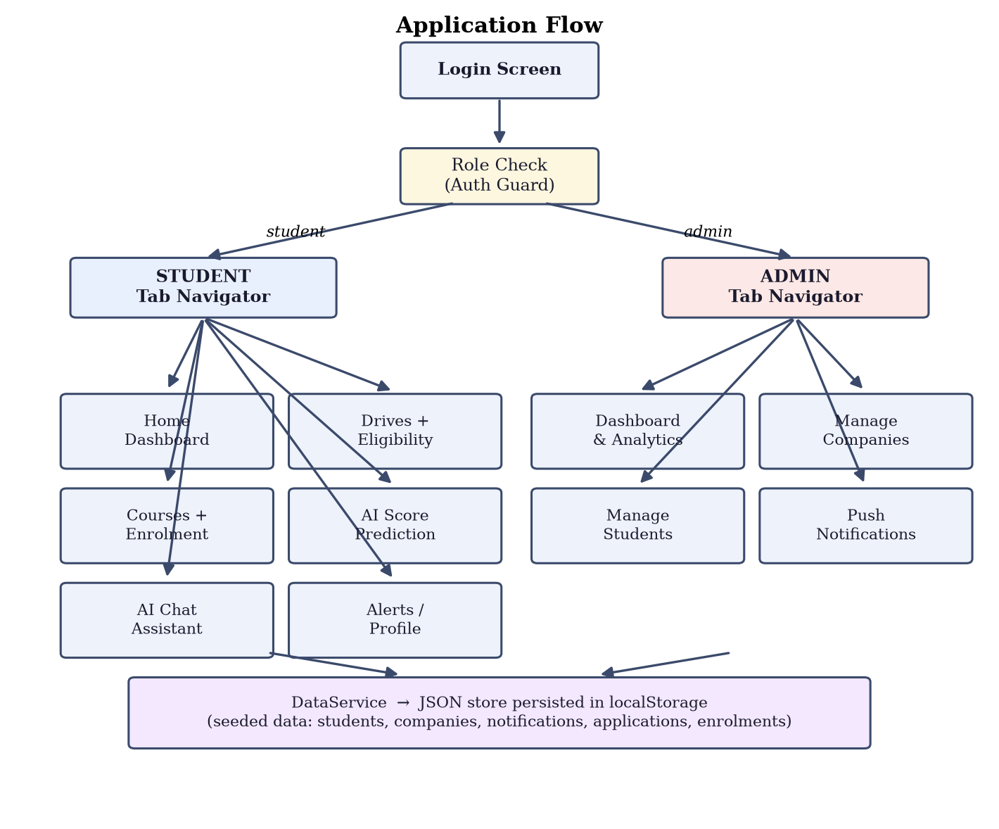 Application Flow
Login Screen
Role Check
(Auth Guard)
student
admin
STUDENT
Tab Navigator
ADMIN
Tab Navigator
Home
Dashboard
Drives +
Eligibility
Dashboard
& Analytics
Manage
Companies
Courses +
Enrolment
AI Score
Prediction
Manage
Students
Push
Notifications
AI Chat
Assistant
Alerts /
Profile
DataService → JSON store persisted in localStorage
(seeded data: students, companies, notifications, applications, enrolments)